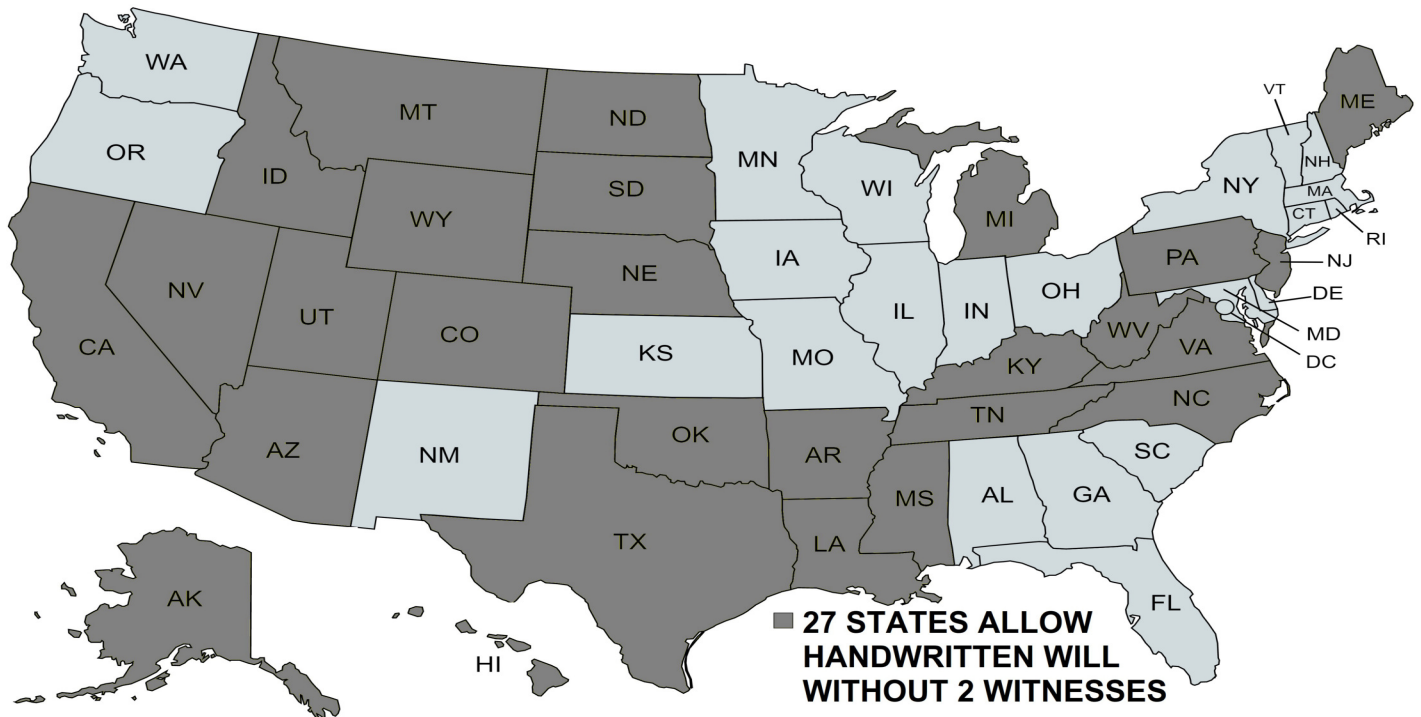 WA
OR
CA
NV
ID
MT
WY
UT
CO
AZ
NM
ND
SD
NE
KS
OK
TX
MN
IA
MO
AR
LA
WI
IL
MI
IN
OH
KY
TN
MS
AL
GA
FL
SC
NC
VA
WV
PA
NY
VT
NH
ME
MA
CT
RI
NJ
DE
MD
DC
AK
HI
27 STATES ALLOW
HANDWRITTEN WILL
WITHOUT 2 WITNESSES